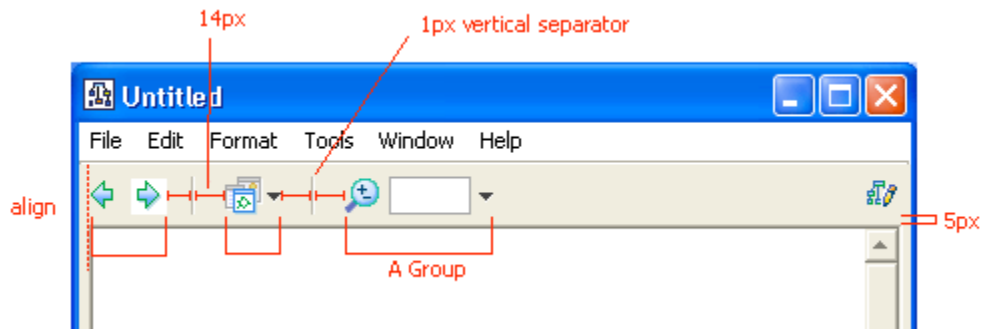 14px
1px vertical separator
Untitled
File Edit Format Tools Window Help
align
5px
A Group